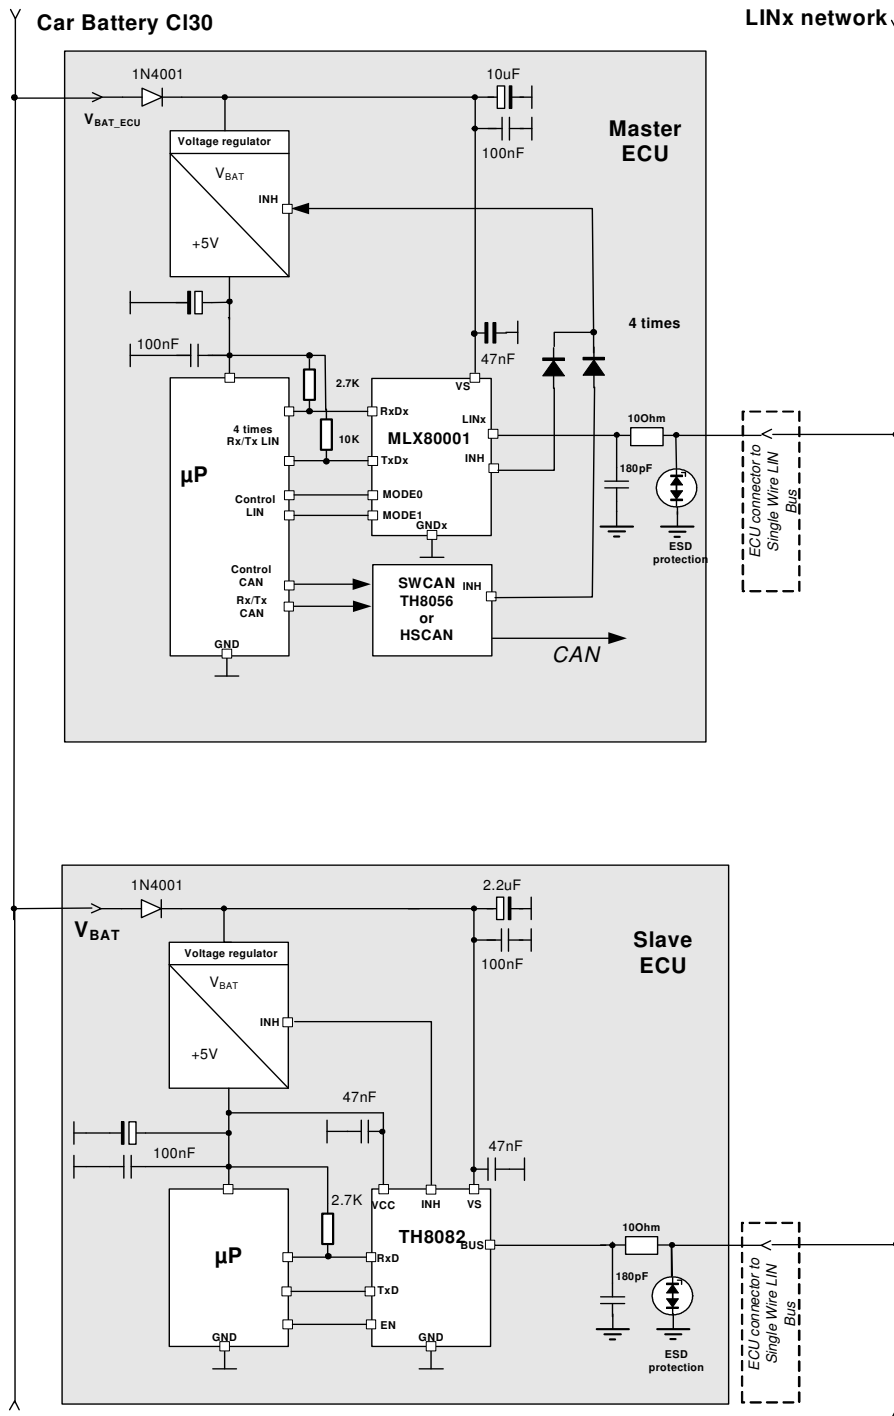 Car Battery Cl30
LINx network
1N4001
10uF
V_BAT_ECU
100nF
Master
ECU
Voltage regulator
V_BAT
INH
+5V
4 times
100nF
47nF
2.7K
VS
4 times
Rx/Tx LIN
RxDx
LINx
10Ohm
10K
MLX80001
µP
TxDx
INH
180pF
Control
LIN
MODE0
MODE1
GNDx
ESD
protection
ECU connector to
Single Wire LIN
Bus
Control
CAN
Rx/Tx
CAN
SWCAN
TH8056
or
HSCAN
INH
GND
CAN
1N4001
2.2uF
V_BAT
100nF
Slave
ECU
Voltage regulator
V_BAT
INH
+5V
47nF
100nF
47nF
2.7K
VCC
INH
VS
TH8082
10Ohm
BUS
µP
RxD
180pF
TxD
EN
GND
GND
ESD
protection
ECU connector to
Single Wire LIN
Bus